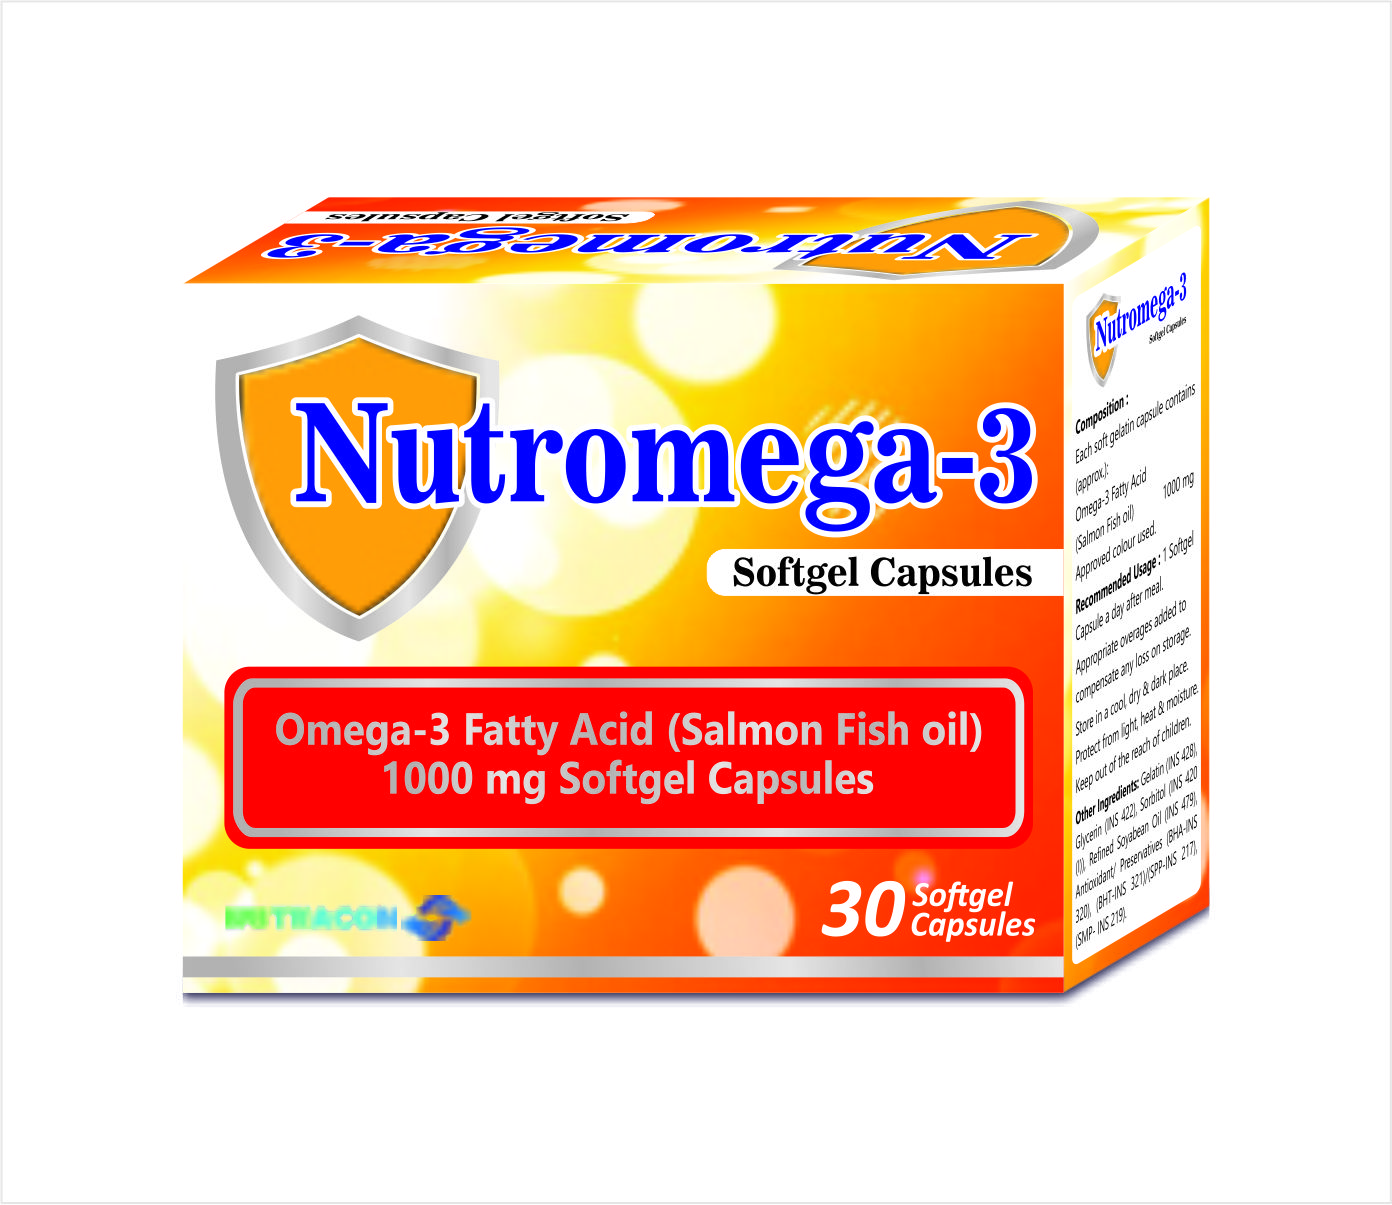 Softgel Capsules
Nutromega-3
Nutromega-3
Softgel Capsules
Omega-3 Fatty Acid (Salmon Fish oil)
1000 mg Softgel Capsules
NUTRACON
30 Softgel
Capsules
Nutromega-3
Softgel Capsules
Composition :
Each soft gelatin capsule contains
(approx.):
Omega-3 Fatty Acid 1000 mg
(Salmon Fish oil)
Approved colour used.
Recommended Usage : 1 Softgel
Capsule a day after meal.
Appropriate overages added to
compensate any loss on storage.
Store in a cool, dry & dark place.
Protect from light, heat & moisture.
Keep out of the reach of children.
Other Ingredients: Gelatin (INS 428),
Glycerin (INS 422), Sorbitol (INS 420
(I)), Refined Soyabean Oil (INS 479),
Antioxidant/ Preservatives (BHA-INS
320), (BHT-INS 321)/(SPP-INS 217),
(SMP- INS 219).